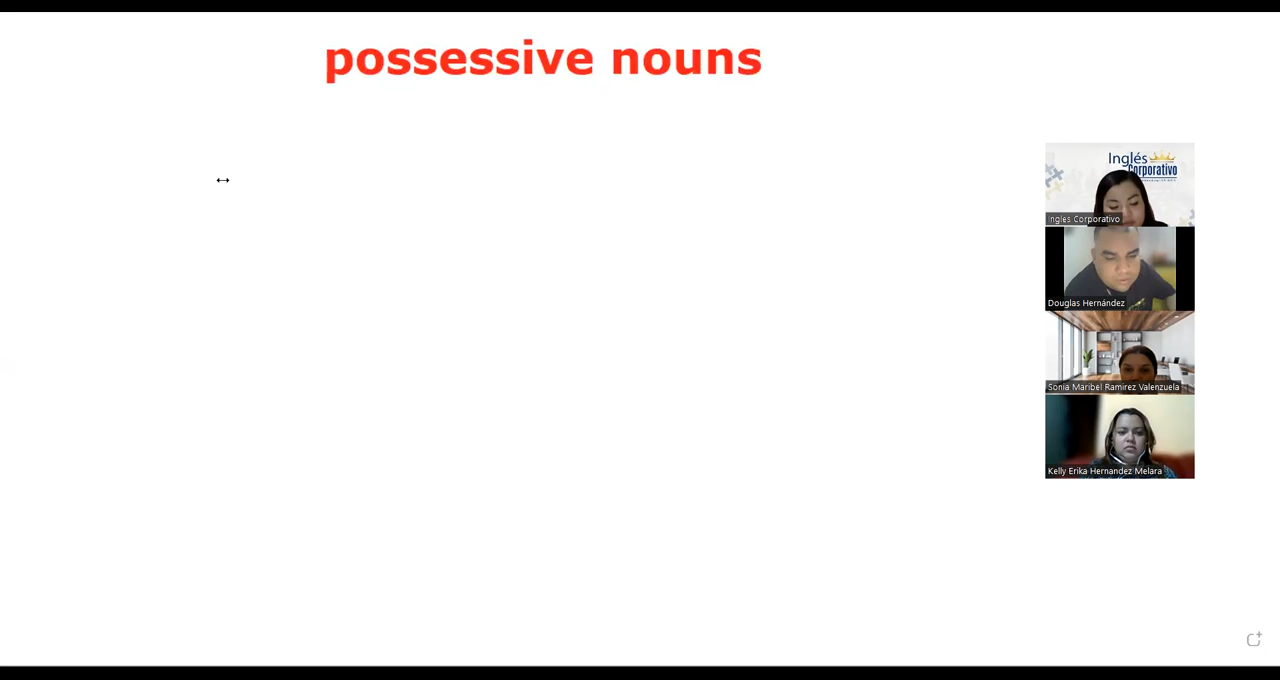 possessive nouns
Inglés
Corporativo
Ingles Corporativo
Douglas Hernández
Sonia Maribel Ramirez Valenzuela
Kelly Erika Hernandez Melara